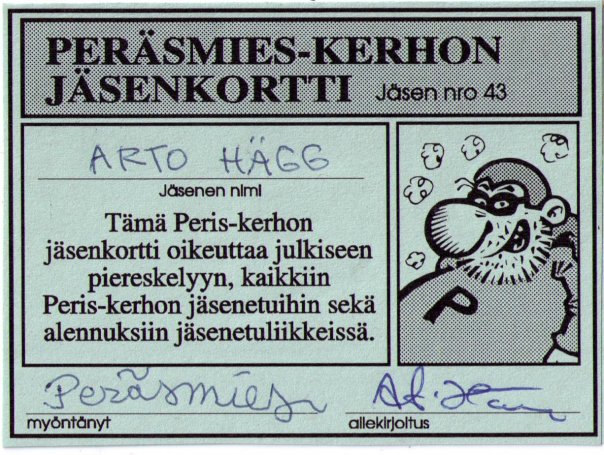 PERÄSMIES-KERHON
JÄSENKORTTI Jäsen nro 43
ARTO HÄGG
Jäsenen nimi
Tämä Peris-kerhon
jäsenkortti oikeuttaa julkiseen
piereskelyyn, kaikkiin
Peris-kerhon jäsenetuihin sekä
alennuksiin jäsenetuliikkeissä.
P
Peräsmies
myöntänyt
allekirjoitus